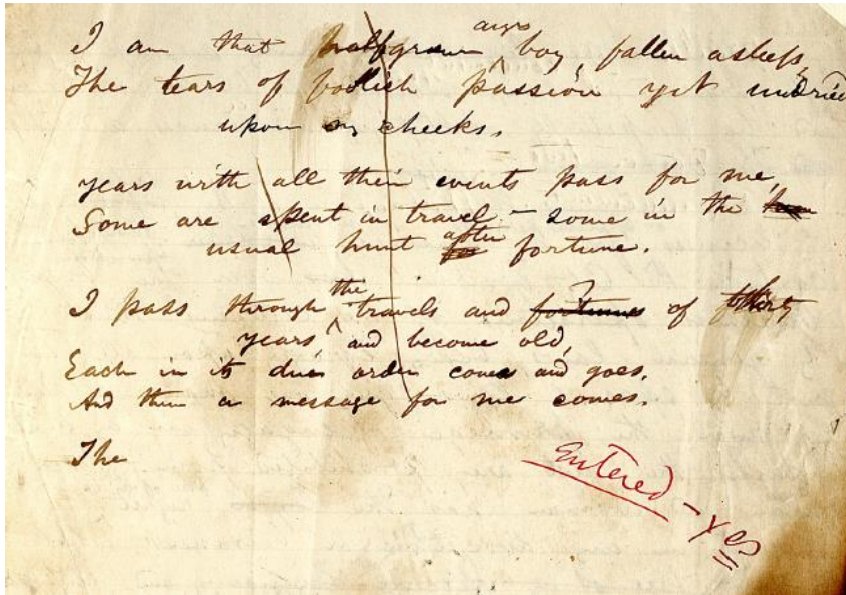 I am that halfgrown angry boy, fallen asleep,
The tears of foolish passion yet undried
upon my cheeks.
years with all their events pass for me,
Some are spent in travel – some in the
usual hunt after for fortune.
I pass through the travels and fortunes of thirty
years and become old,
Each in its due order comes and goes,
And then a message for me comes.
The
Entered – yes